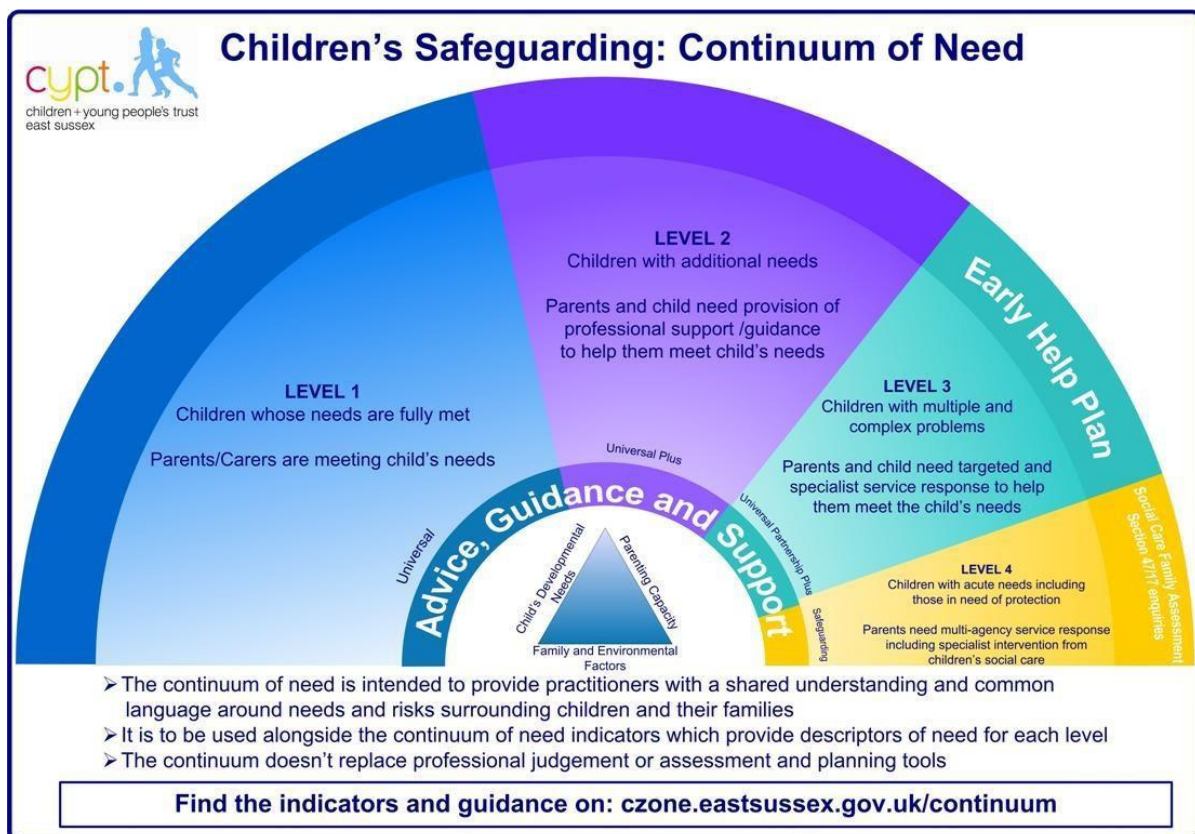 cypt.
children+young people's trust
east sussex
Children's Safeguarding: Continuum of Need
LEVEL 1
Children whose needs are fully met
Parents/Carers are meeting child's needs
LEVEL 2
Children with additional needs
Parents and child need provision of
professional support /guidance
to help them meet child's needs
Early Help Plan
LEVEL 3
Children with multiple and
complex problems
Parents and child need targeted and
specialist service response to help
them meet the child's needs
Social Care Family Assessment
Section 47/17 enquiries
LEVEL 4
Children with acute needs including
those in need of protection
Parents need multi-agency service response
including specialist intervention from
children's social care
Universal
Universal Plus
Universal Partnership Plus
Safeguarding
Advice, Guidance and Support
Child's Developmental
Needs
Parenting Capacity
Family and Environmental
Factors
➢ The continuum of need is intended to provide practitioners with a shared understanding and common
language around needs and risks surrounding children and their families
➢ It is to be used alongside the continuum of need indicators which provide descriptors of need for each level
➢ The continuum doesn't replace professional judgement or assessment and planning tools
Find the indicators and guidance on: czone.eastsussex.gov.uk/continuum